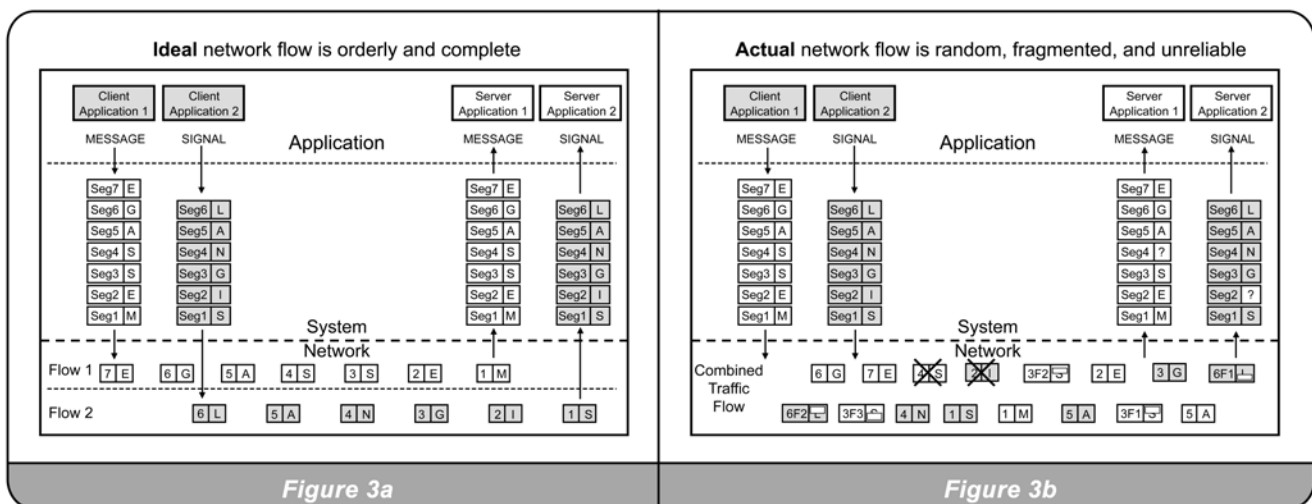 Ideal network flow is orderly and complete
Client Application 1
Client Application 2
Server Application 1
Server Application 2
MESSAGE
SIGNAL
Application
MESSAGE
SIGNAL
Seg7 E
Seg6 G
Seg5 A
Seg4 S
Seg3 S
Seg2 E
Seg1 M
Seg6 L
Seg5 A
Seg4 N
Seg3 G
Seg2 I
Seg1 S
Seg7 E
Seg6 G
Seg5 A
Seg4 S
Seg3 S
Seg2 E
Seg1 M
Seg6 L
Seg5 A
Seg4 N
Seg3 G
Seg2 I
Seg1 S
System
Network
Flow 1 7 E 6 G 5 A 4 S 3 S 2 E 1 M
Flow 2 6 L 5 A 4 N 3 G 2 I 1 S
Figure 3a
Actual network flow is random, fragmented, and unreliable
Client Application 1
Client Application 2
Server Application 1
Server Application 2
MESSAGE
SIGNAL
Application
MESSAGE
SIGNAL
Seg7 E
Seg6 G
Seg5 A
Seg4 S
Seg3 S
Seg2 E
Seg1 M
Seg6 L
Seg5 A
Seg4 N
Seg3 G
Seg2 I
Seg1 S
Seg7 E
Seg6 G
Seg5 A
Seg4 ?
Seg3 S
Seg2 E
Seg1 M
Seg6 L
Seg5 A
Seg4 N
Seg3 G
Seg2 ?
Seg1 S
System
Network
Combined
Traffic
Flow
6 G 7 E 4 S 2 3F2 2 E 3 G 6F1
6F2 3F3 4 N 1 S 1 M 5 A 3F1 5 A
Figure 3b